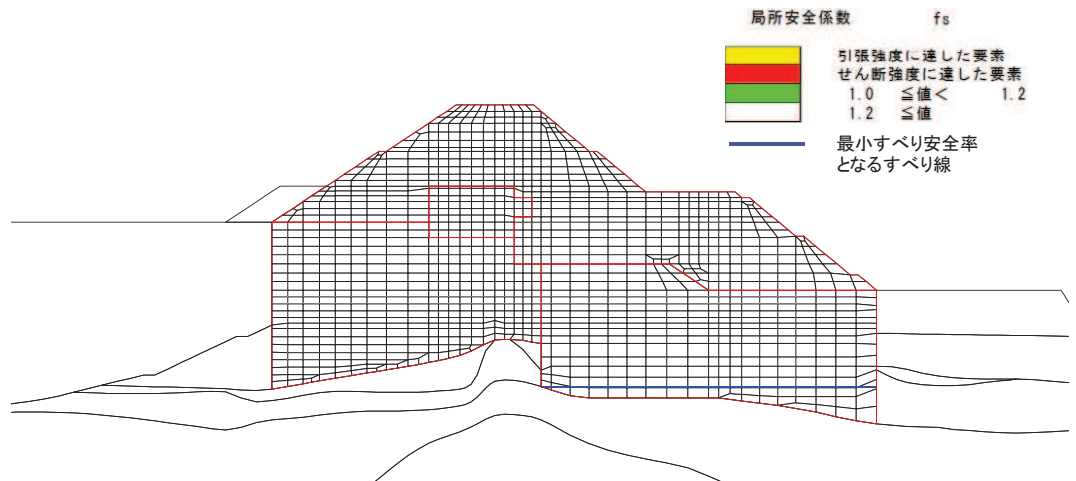 局所安全係数 fs
引張強度に達した要素
せん断強度に達した要素
1.0 ≦値< 1.2
1.2 ≦値
最小すべり安全率
となるすべり線